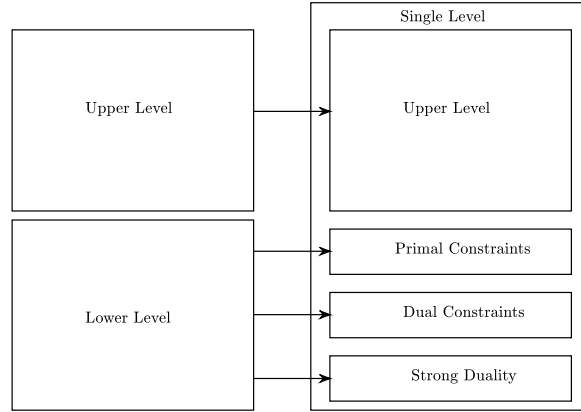 Single Level
Upper Level
Upper Level
Primal Constraints
Lower Level
Dual Constraints
Strong Duality